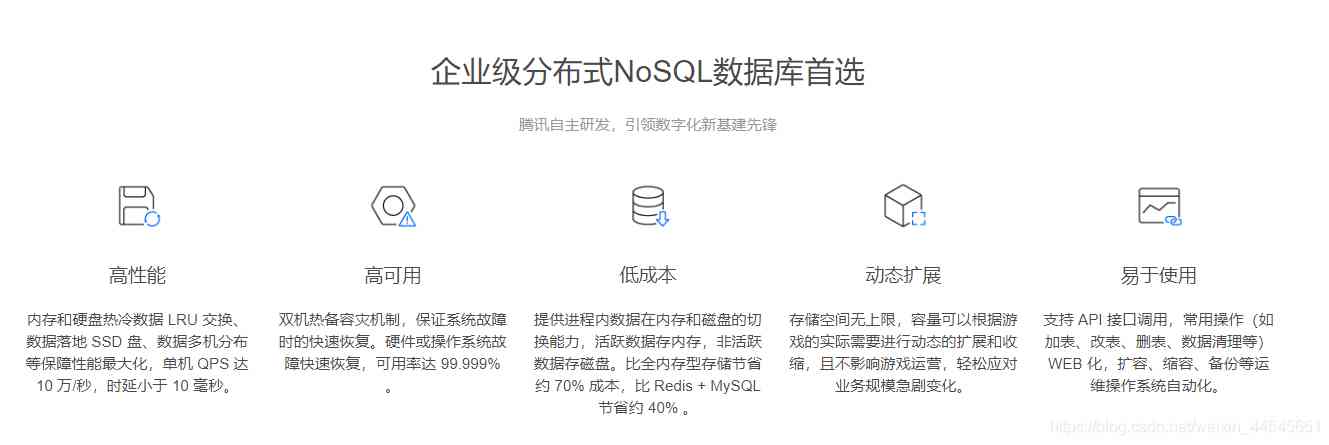 企业级分布式NoSQL数据库首选
腾讯自主研发，引领数字化新基建先锋
高性能
内存和硬盘热冷数据 LRU 交换、
数据落地 SSD 盘、数据多机分布
等保障性能最大化，单机 QPS 达
10 万/秒，时延小于 10 毫秒。
高可用
双机热备容灾机制，保证系统故障
时的快速恢复。硬件或操作系统故
障快速恢复，可用率达 99.999%
。
低成本
提供进程内数据在内存和磁盘的切
换能力，活跃数据存内存，非活跃
数据存磁盘。比全内存型存储节省
约 70% 成本，比 Redis + MySQL
节省约 40% 。
动态扩展
存储空间无上限，容量可以根据游
戏的实际需要进行动态的扩展和收
缩，且不影响游戏运营，轻松应对
业务规模急剧变化。
易于使用
支持 API 接口调用，常用操作（如
加表、改表、删表、数据清理等）
WEB 化，扩容、缩容、备份等运
维操作系统自动化。
https://blog.csdn.net/weixin_44545651